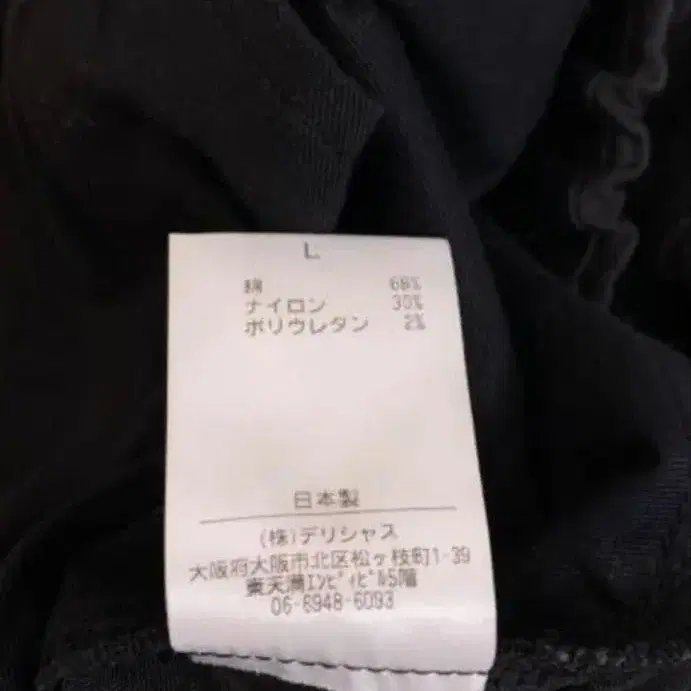 L
綿 68%
ナイロン 30%
ポリウレタン 2%
日本製
(株)デリシャス
大阪府大阪市北区松ヶ枝町1-39
東天満エンビィビル5階
06-6948-6093